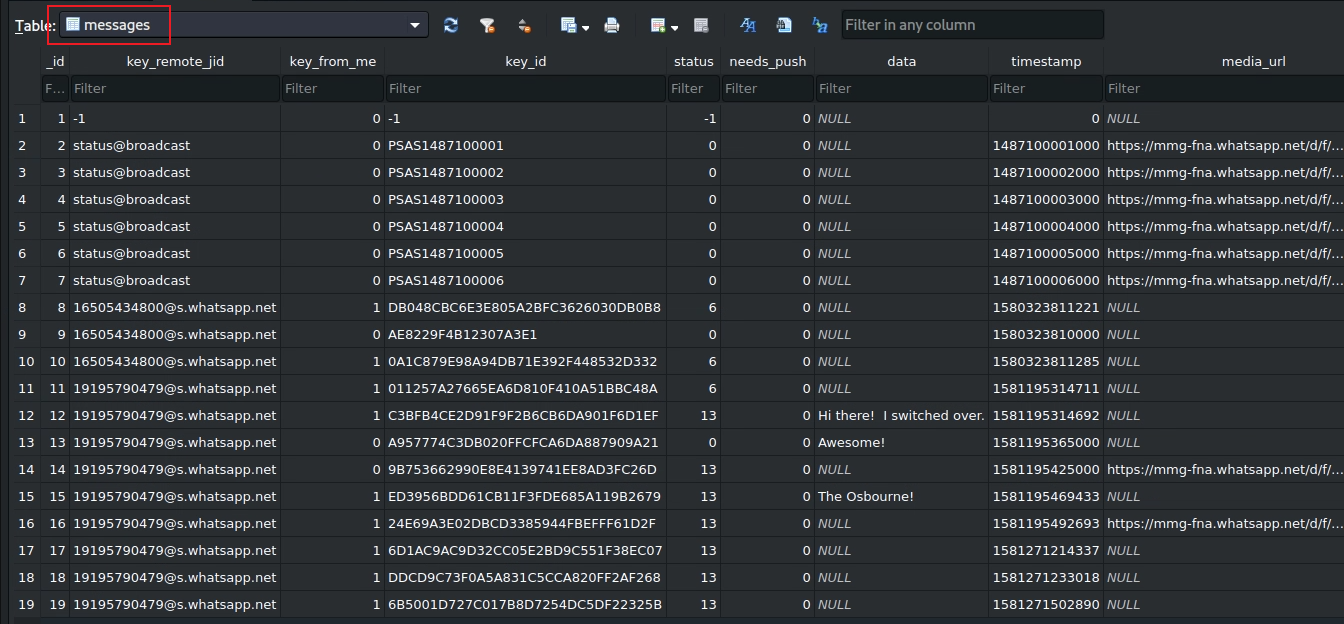 Table: messages Filter in any column
_id key_remote_jid key_from_me key_id status needs_push data timestamp media_url
F... Filter Filter Filter Filter Filter Filter Filter Filter
1 1 -1 0 -1 -1 0 NULL 0 NULL
2 2 status@broadcast 0 PSAS1487100001 0 0 NULL 1487100001000 https://mmg-fna.whatsapp.net/d/f/...
3 3 status@broadcast 0 PSAS1487100002 0 0 NULL 1487100002000 https://mmg-fna.whatsapp.net/d/f/...
4 4 status@broadcast 0 PSAS1487100003 0 0 NULL 1487100003000 https://mmg-fna.whatsapp.net/d/f/...
5 5 status@broadcast 0 PSAS1487100004 0 0 NULL 1487100004000 https://mmg-fna.whatsapp.net/d/f/...
6 6 status@broadcast 0 PSAS1487100005 0 0 NULL 1487100005000 https://mmg-fna.whatsapp.net/d/f/...
7 7 status@broadcast 0 PSAS1487100006 0 0 NULL 1487100006000 https://mmg-fna.whatsapp.net/d/f/...
8 8 16505434800@s.whatsapp.net 1 DB048CBC6E3E805A2BFC3626030DB0B8 6 0 NULL 1580323811221 NULL
9 9 16505434800@s.whatsapp.net 0 AE8229F4B12307A3E1 0 0 NULL 1580323810000 NULL
10 10 16505434800@s.whatsapp.net 1 0A1C879E98A94DB71E392F448532D332 6 0 NULL 1580323811285 NULL
11 11 19195790479@s.whatsapp.net 1 011257A27665EA6D810F410A51BBC48A 6 0 NULL 1581195314711 NULL
12 12 19195790479@s.whatsapp.net 1 C3BFB4CE2D91F9F2B6CB6DA901F6D1EF 13 0 Hi there!  I switched over. 1581195314692 NULL
13 13 19195790479@s.whatsapp.net 0 A957774C3DB020FFCFCA6DA887909A21 0 0 Awesome! 1581195365000 NULL
14 14 19195790479@s.whatsapp.net 0 9B753662990E8E4139741EE8AD3FC26D 13 0 NULL 1581195425000 https://mmg-fna.whatsapp.net/d/f/...
15 15 19195790479@s.whatsapp.net 1 ED3956BDD61CB11F3FDE685A119B2679 13 0 The Osbourne! 1581195469433 NULL
16 16 19195790479@s.whatsapp.net 1 24E69A3E02DBCD3385944FBEFFF61D2F 13 0 NULL 1581195492693 https://mmg-fna.whatsapp.net/d/f/...
17 17 19195790479@s.whatsapp.net 1 6D1AC9AC9D32CC05E2BD9C551F38EC07 13 0 NULL 1581271214337 NULL
18 18 19195790479@s.whatsapp.net 1 DDCD9C73F0A5A831C5CCA820FF2AF268 13 0 NULL 1581271233018 NULL
19 19 19195790479@s.whatsapp.net 1 6B5001D727C017B8D7254DC5DF22325B 13 0 NULL 1581271502890 NULL